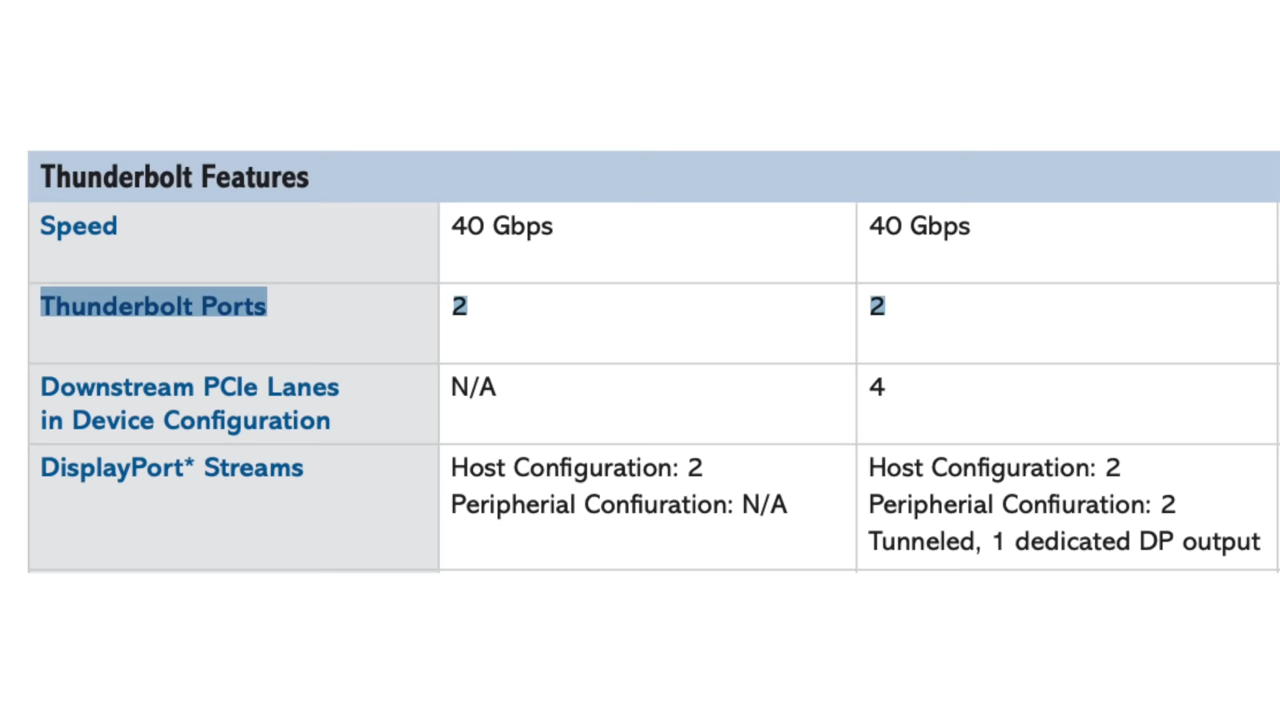 Thunderbolt Features
Speed 40 Gbps 40 Gbps
Thunderbolt Ports 2 2
Downstream PCIe Lanes N/A 4
in Device Configuration
DisplayPort* Streams Host Configuration: 2 Host Configuration: 2
Peripherial Confiuration: N/A Peripherial Confiuration: 2
Tunneled, 1 dedicated DP output